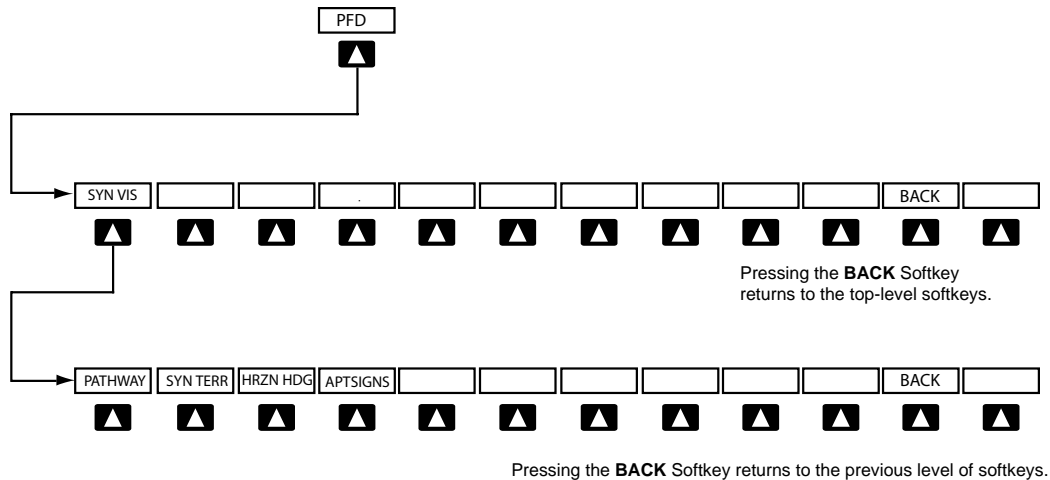 PFD
SYN VIS . BACK
Pressing the BACK Softkey
returns to the top-level softkeys.
PATHWAY SYN TERR HRZN HDG APTSIGNS BACK
Pressing the BACK Softkey returns to the previous level of softkeys.